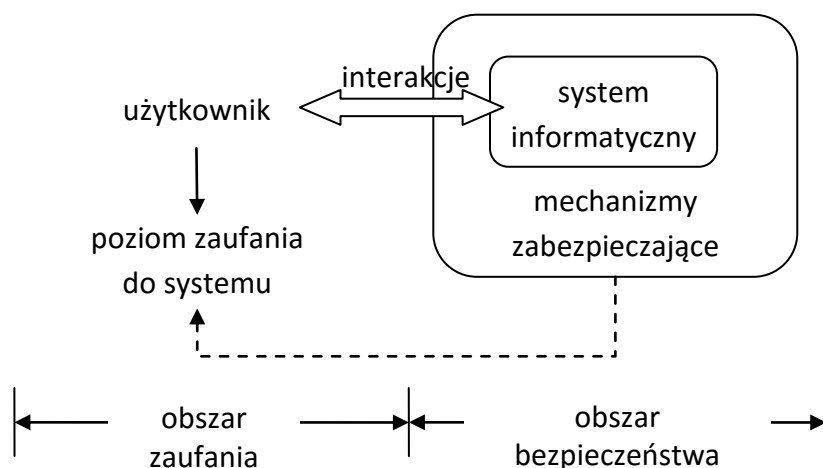 interakcje
użytkownik
system
informatyczny
mechanizmy
zabezpieczające
poziom zaufania
do systemu
obszar
zaufania
obszar
bezpieczeństwa